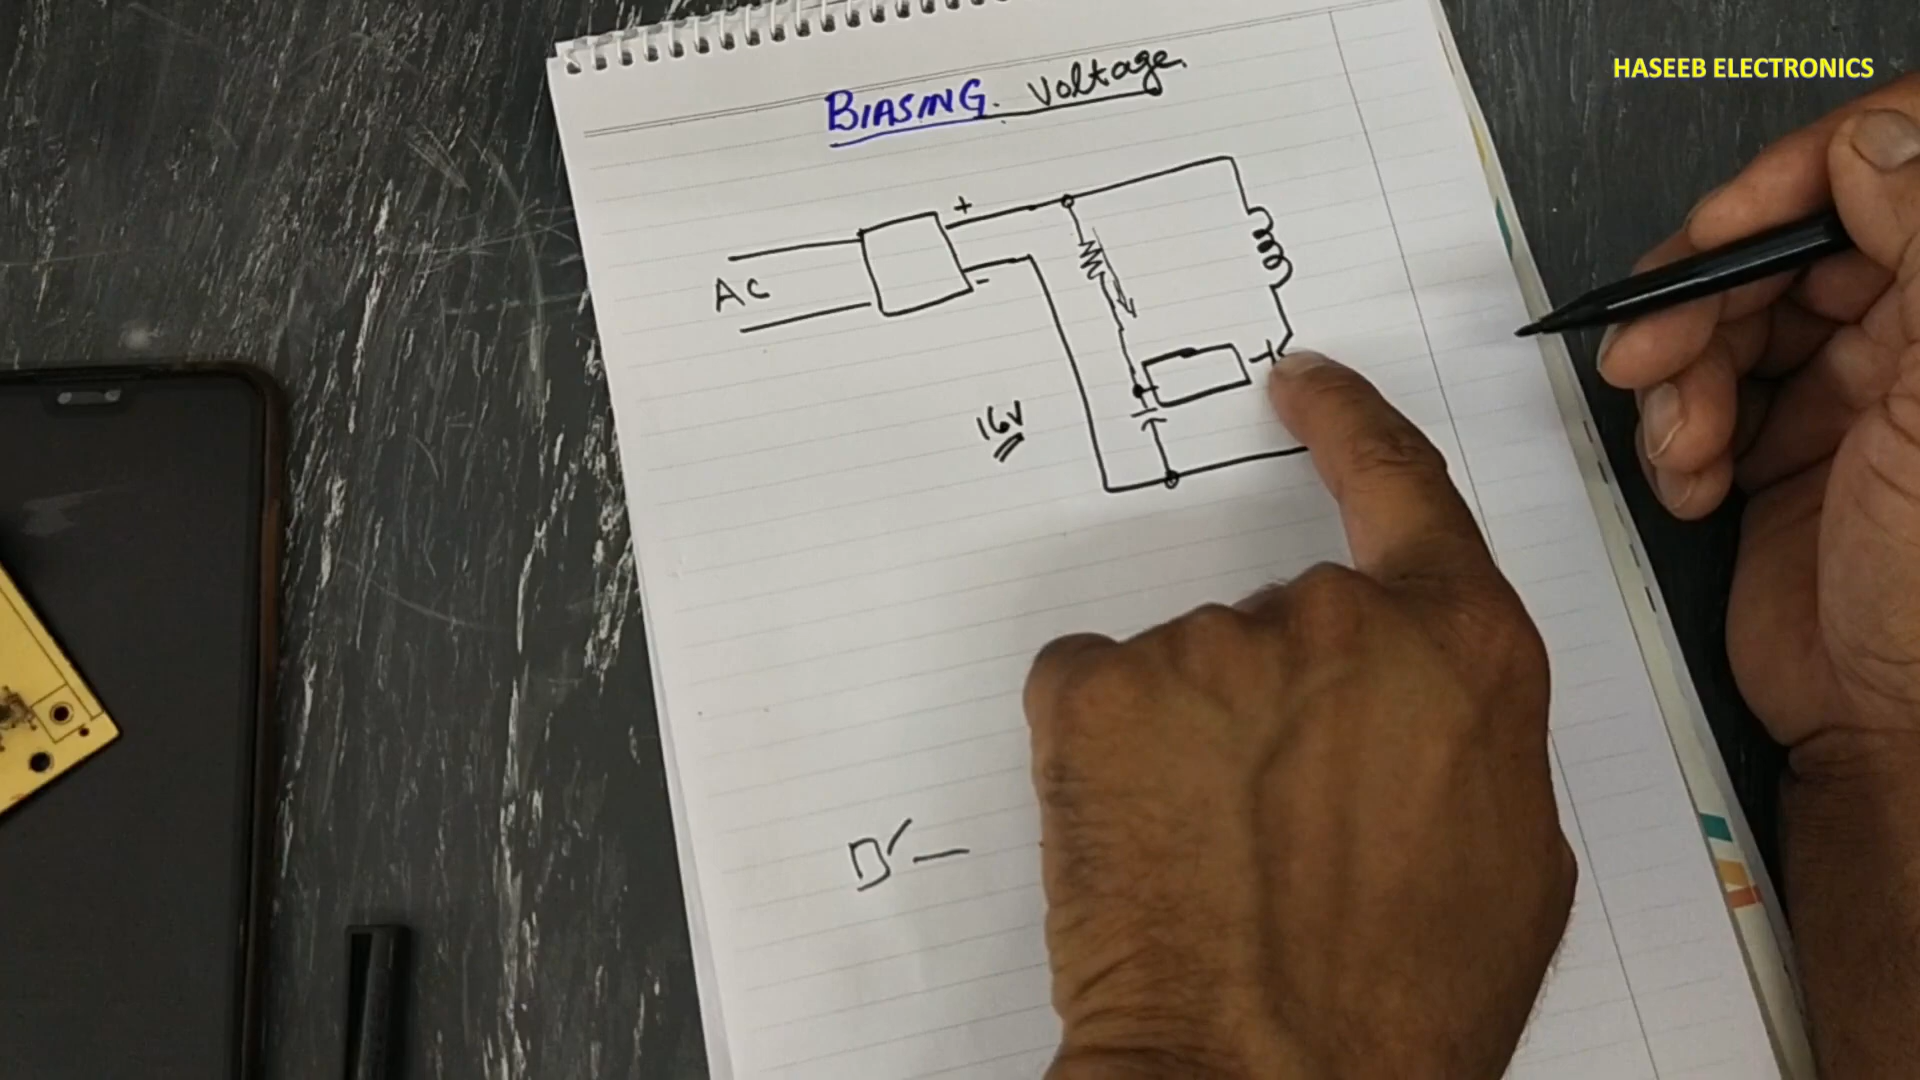 HASEEB ELECTRONICS
BIASING. Voltage.
+
AC
-
16V